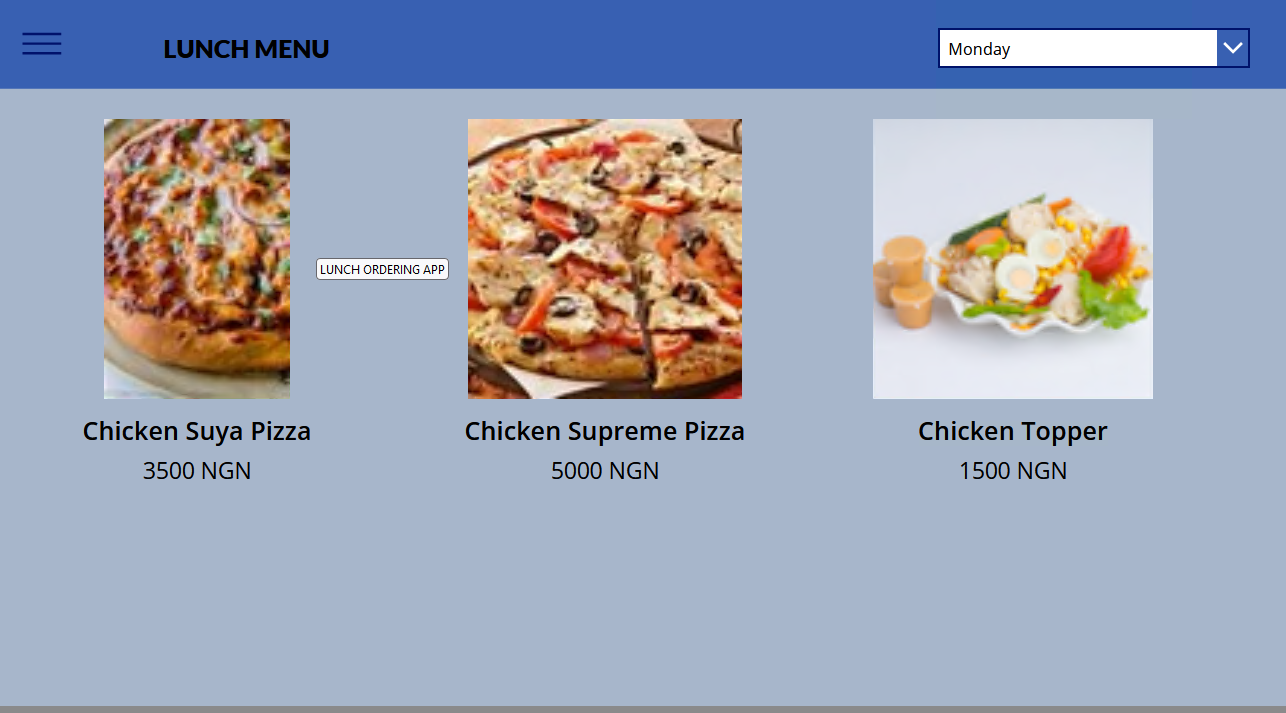 LUNCH MENU
Monday
LUNCH ORDERING APP
Chicken Suya Pizza
3500 NGN
Chicken Supreme Pizza
5000 NGN
Chicken Topper
1500 NGN